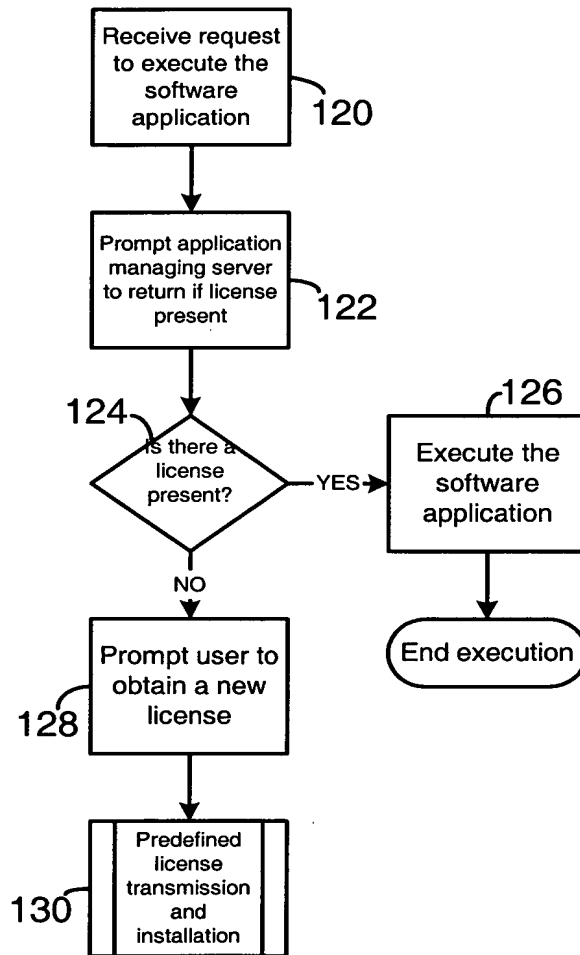 Receive request
to execute the
software
application
120
Prompt application
managing server
to return if license
present
122
124
Is there a
license
present?
YES
126
Execute the
software
application
End execution
NO
Prompt user to
obtain a new
license
128
Predefined
license
transmission
and
installation
130